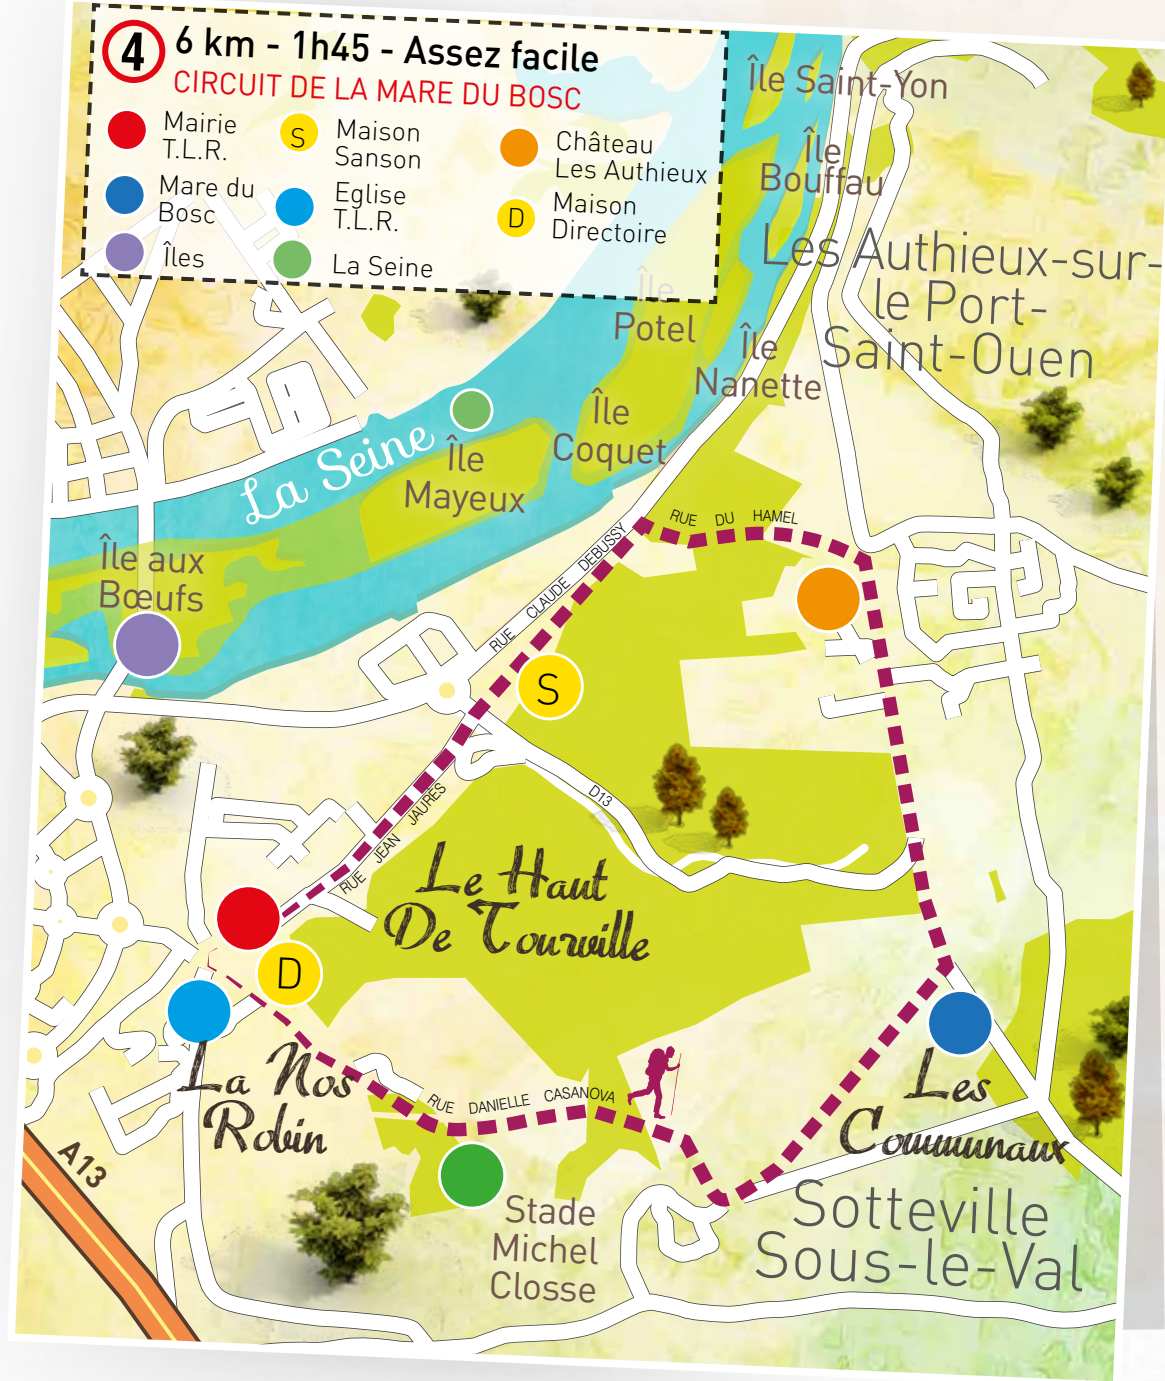 4
6 km - 1h45 - Assez facile
CIRCUIT DE LA MARE DU BOSC
Mairie
T.L.R.
S
Maison
Sanson
Château
Les Authieux
Mare du
Bosc
Eglise
T.L.R.
D
Maison
Directoire
Îles
La Seine
Île Saint-Yon
Île
Bouffau
Les Authieux-sur-
le Port-
Saint-Ouen
Île
Potel
Île
Nanette
Île
Coquet
La Seine
Île
Mayeux
Île aux
Bœufs
RUE DU HAMEL
RUE CLAUDE DEBUSSY
S
D13
RUE JEAN JAURÈS
Le Haut
De Tourville
D
La Nos
Robin
RUE DANIELLE CASANOVA
Les
Communaux
A13
Stade
Michel
Closse
Sotteville
Sous-le-Val